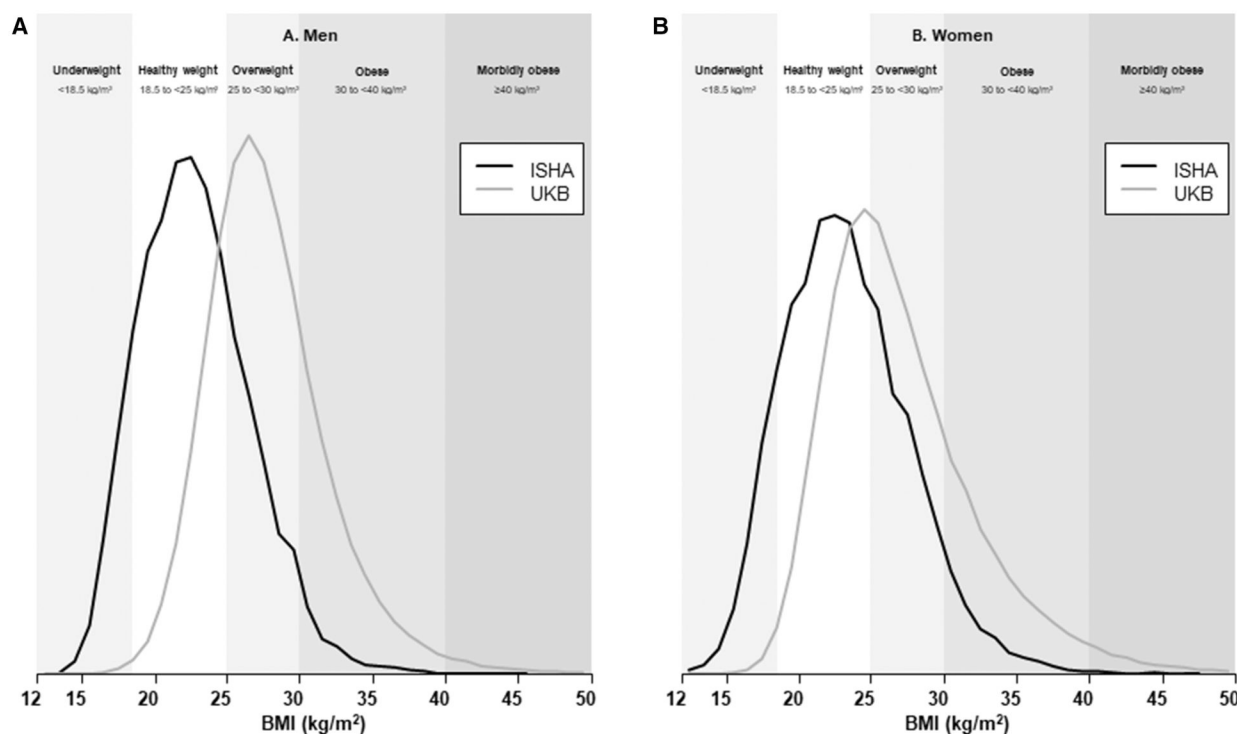 A
A. Men
Underweight Healthy weight Overweight Obese Morbidly obese
<18.5 kg/m² 18.5 to <25 kg/m² 25 to <30 kg/m² 30 to <40 kg/m² ≥40 kg/m²
ISHA
UKB
12 15 20 25 30 35 40 45 50
BMI (kg/m²)
B
B. Women
Underweight Healthy weight Overweight Obese Morbidly obese
<18.5 kg/m² 18.5 to <25 kg/m² 25 to <30 kg/m² 30 to <40 kg/m² ≥40 kg/m²
ISHA
UKB
12 15 20 25 30 35 40 45 50
BMI (kg/m²)